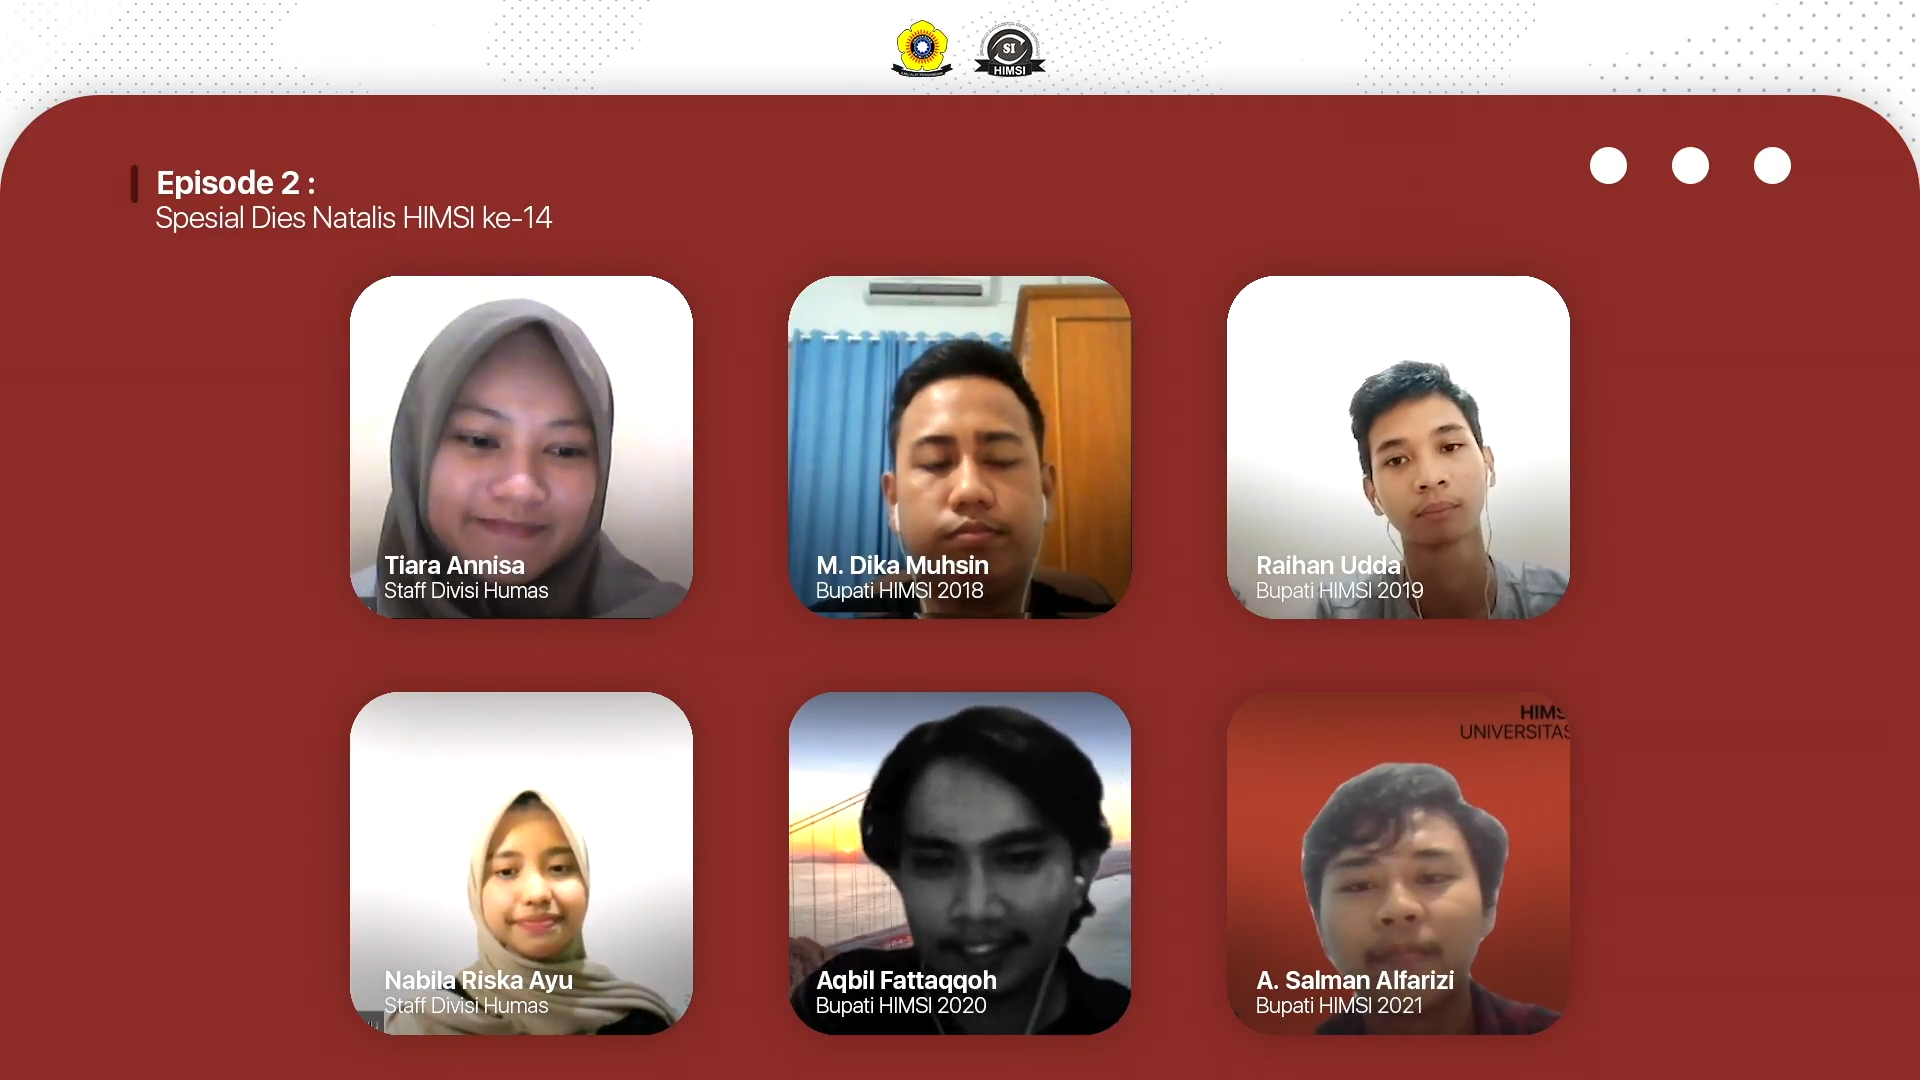 SI
HIMSI
Episode 2 :
Spesial Dies Natalis HIMSI ke-14
Tiara Annisa
Staff Divisi Humas
M. Dika Muhsin
Bupati HIMSI 2018
Raihan Udda
Bupati HIMSI 2019
HIMS
UNIVERSITAS
Nabila Riska Ayu
Staff Divisi Humas
Aqbil Fattaqqoh
Bupati HIMSI 2020
A. Salman Alfarizi
Bupati HIMSI 2021